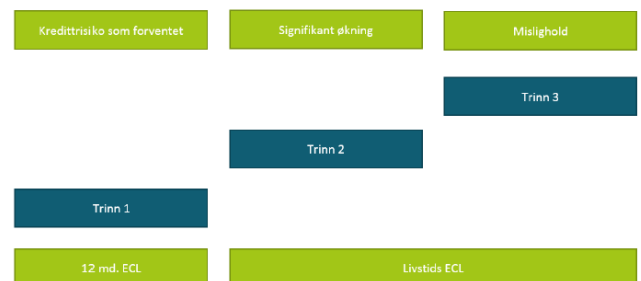 Kredittrisiko som forventet
Signifikant økning
Mislighold
Trinn 3
Trinn 2
Trinn 1
12 md. ECL
Livstids ECL